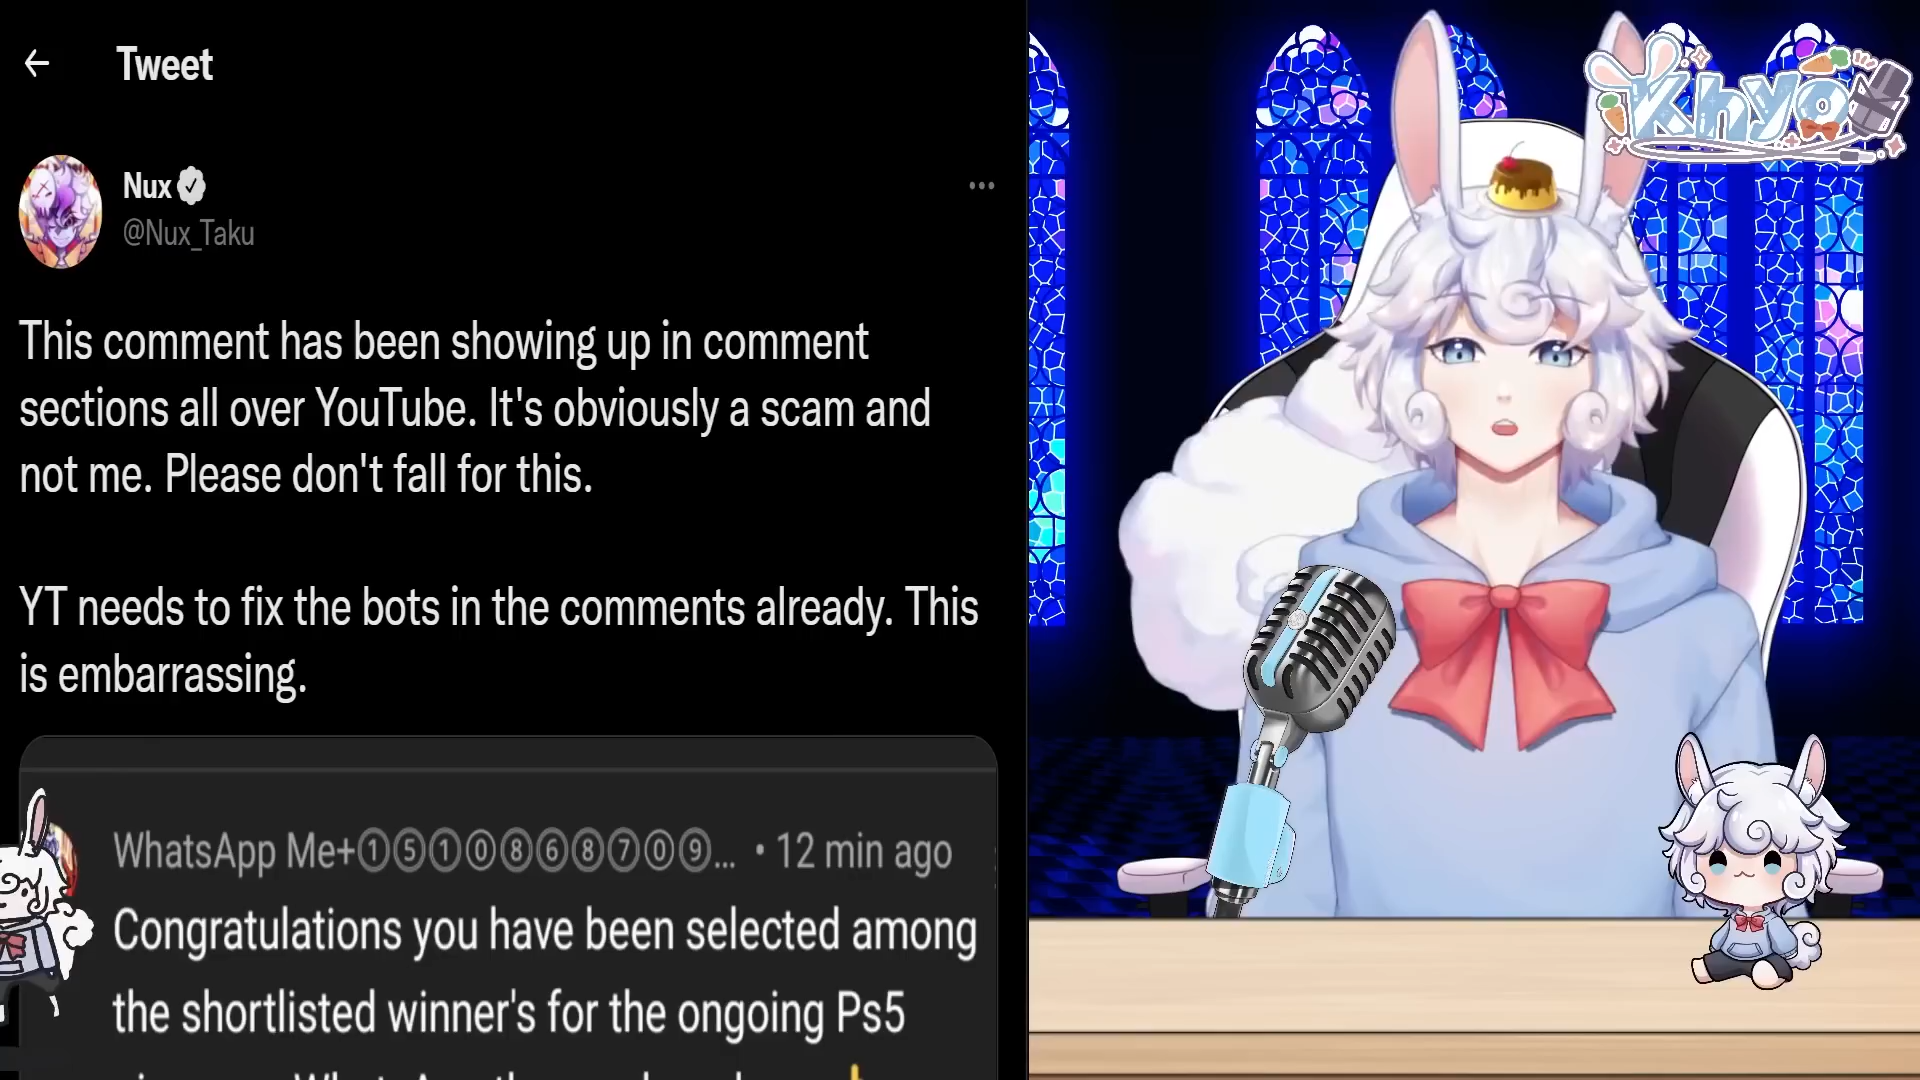 Tweet
Nux
@Nux_Taku
This comment has been showing up in comment
sections all over YouTube. It's obviously a scam and
not me. Please don't fall for this.
YT needs to fix the bots in the comments already. This
is embarrassing.
WhatsApp Me+①⑤①⓪⑧⑥⑧⑦⓪⑨... • 12 min ago
Congratulations you have been selected among
the shortlisted winner's for the ongoing Ps5
Knya